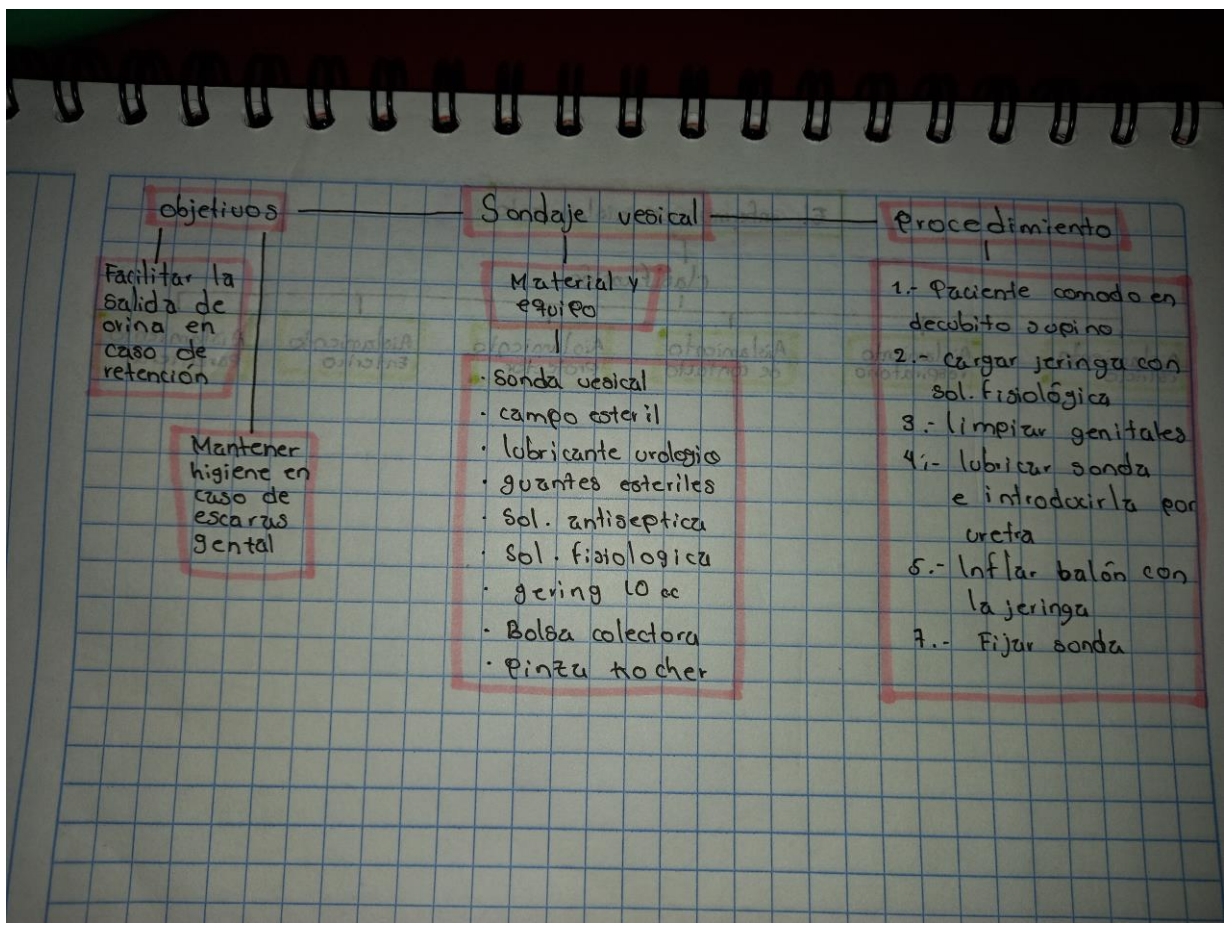 objetivos
Facilitar la
salida de
orina en
caso de
retención
Mantener
higiene en
caso de
escaras
gental
Sondaje vesical
Material y
equipo
· sonda vesical
· campo esteril
· lubricante urologico
· guantes esteriles
· Sol. antiseptica
· Sol. fisiologica
· gering 10 cc
· Bolsa colectora
· Pinza kocher
Procedimiento
1.- Paciente comodo en
decubito supino
2.- Cargar jeringa con
sol. fisiológica
3.- limpiar genitales
4.- lubricar sonda
e introducirla por
uretra
5.- Inflar balón con
la jeringa
7.- Fijar sonda